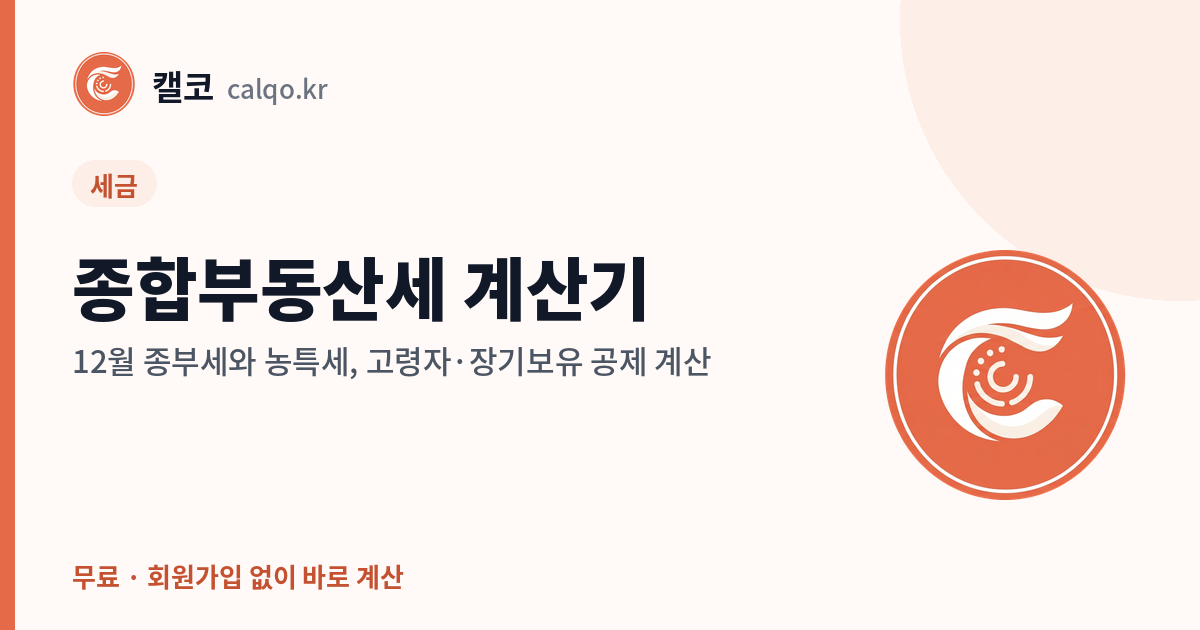 캘코 calqo.kr
세금
종합부동산세 계산기
12월 종부세와 농특세, 고령자·장기보유 공제 계산
무료 · 회원가입 없이 바로 계산